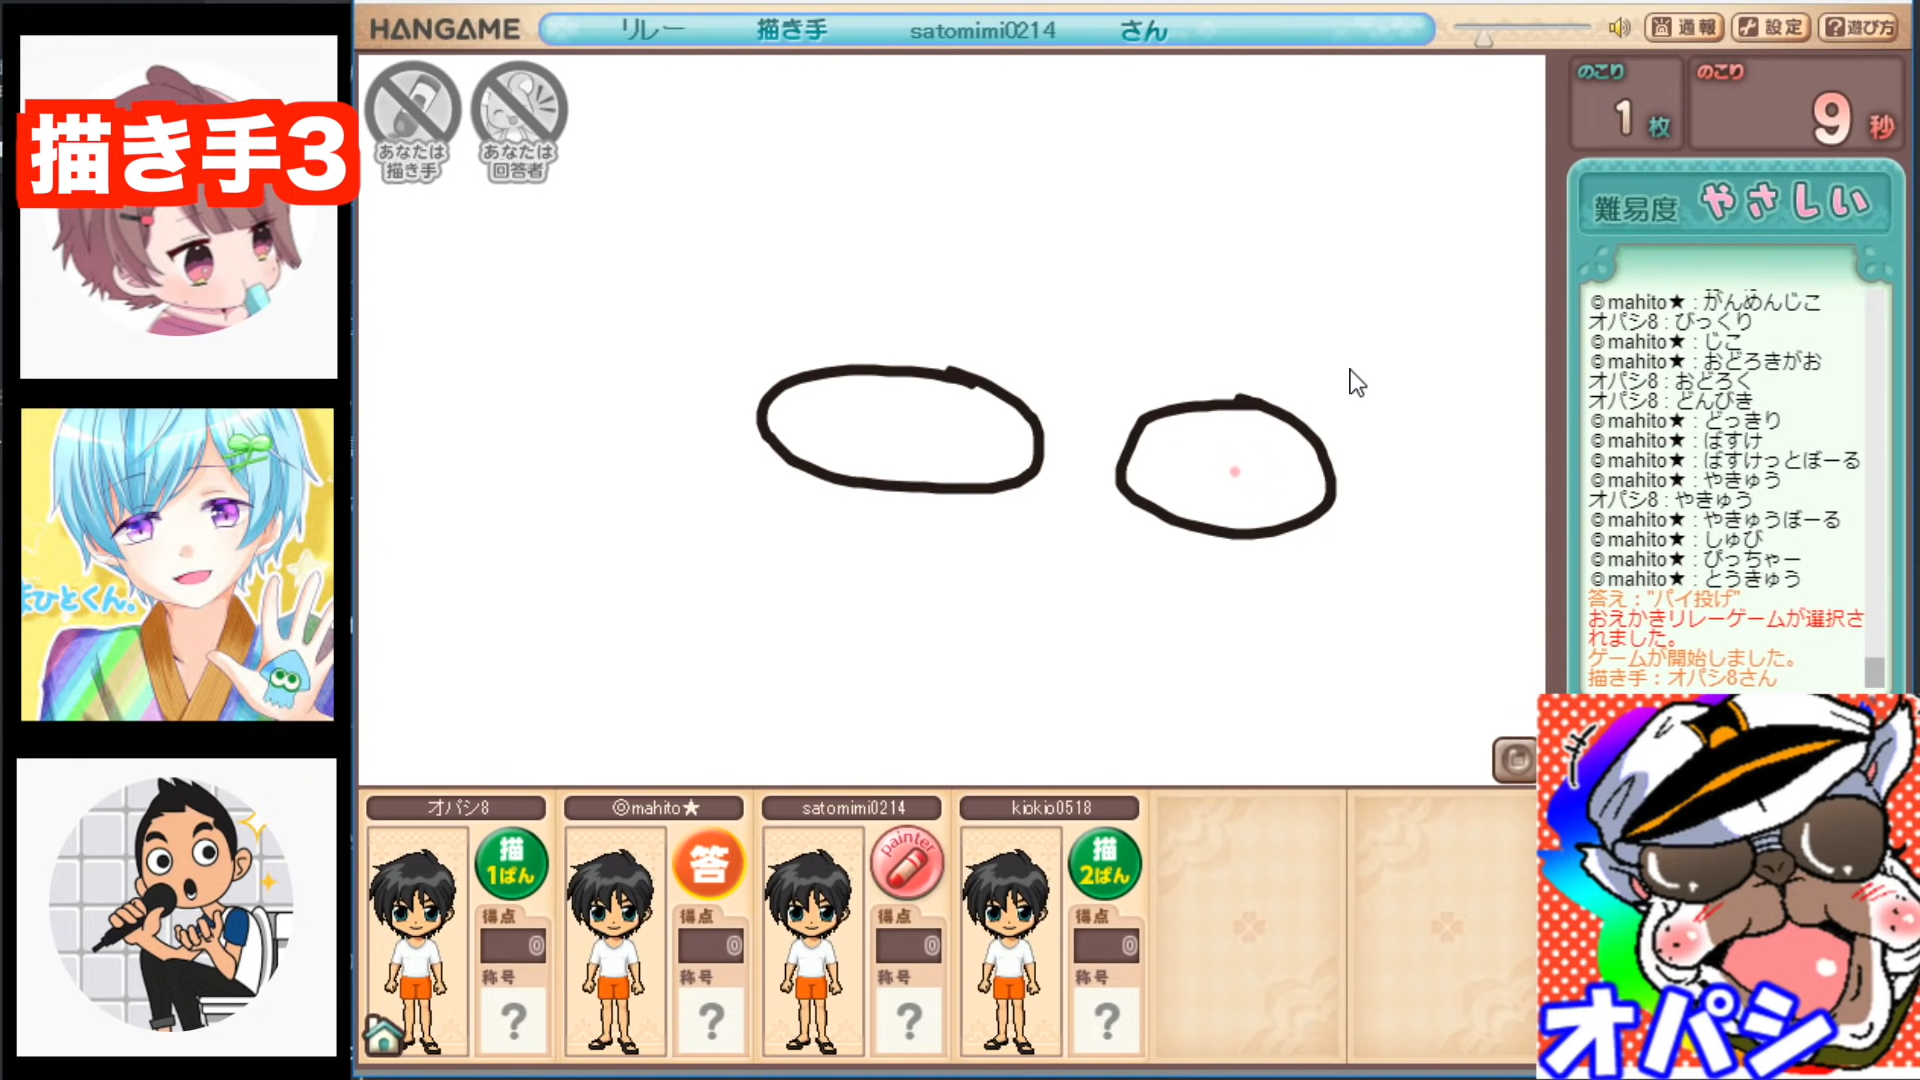 HANGAME
リレー 描き手 satomimi0214 さん
通報 設定 ?遊び方
描き手3
あなたは描き手
あなたは回答者
のこり 1枚
のこり 9秒
難易度 やさしい
◎mahito★ : がんめんじこ
オパシ8 : びっくり
◎mahito★ : じこ
◎mahito★ : おどろきがお
オパシ8 : おどろく
オパシ8 : どんびき
◎mahito★ : どっきり
◎mahito★ : ばすけ
◎mahito★ : ばすけっとぼーる
◎mahito★ : やきゅう
オパシ8 : やきゅう
◎mahito★ : やきゅうぼーる
◎mahito★ : しゅび
◎mahito★ : ぴっちゃー
◎mahito★ : とうきゅう
答え："パイ投げ"
おえかきリレーゲームが選択さ
れました。
ゲームが開始しました。
描き手：オパシ8さん
ひとくん。
オパシ8
◎mahito★
satomimi0214
kiokio0518
描 1ばん
答
painter
描 2ばん
得点 0
得点 0
得点 0
得点 0
称号 ?
称号 ?
称号 ?
称号 ?
オパシ